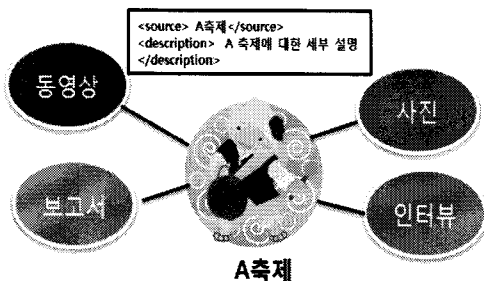 <source> A축제</source>
<description> A 축제에 대한 세부 설명
</description>
동영상
사진
보고서
인터뷰
A축제